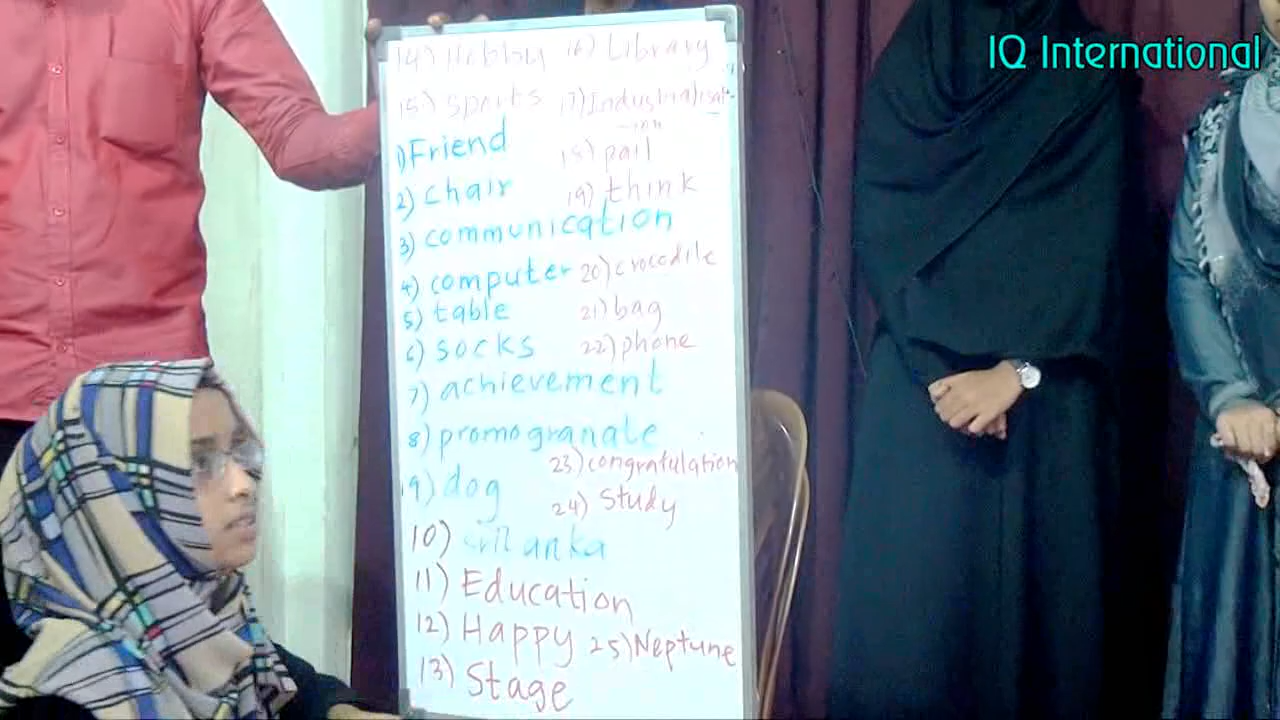 IQ International
14) Hobby 16) Library
15) sports 17) Industrialisat-
-ion
1) Friend
18) pail
2) chair
19) think
3) communication
4) computer 20) crocodile
5) table 21) bag
6) socks 22) phone
7) achievement
8) promogranate
23) congratulation
9) dog
24) study
10) srilanka
11) Education
12) Happy 25) Neptune
13) Stage